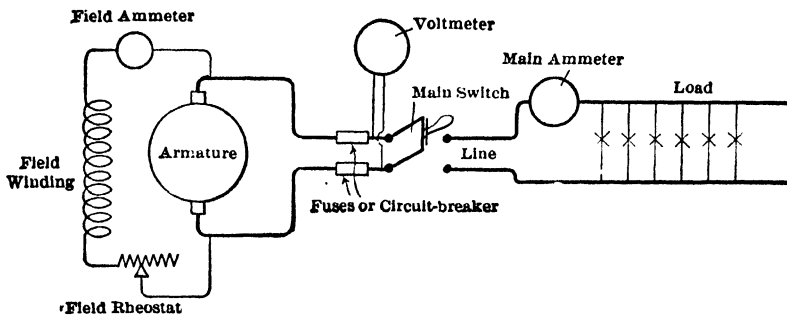 Field Ammeter
Voltmeter
Main Ammeter
Load
Main Switch
Armature
Line
Field
Winding
Fuses or Circuit-breaker
Field Rheostat